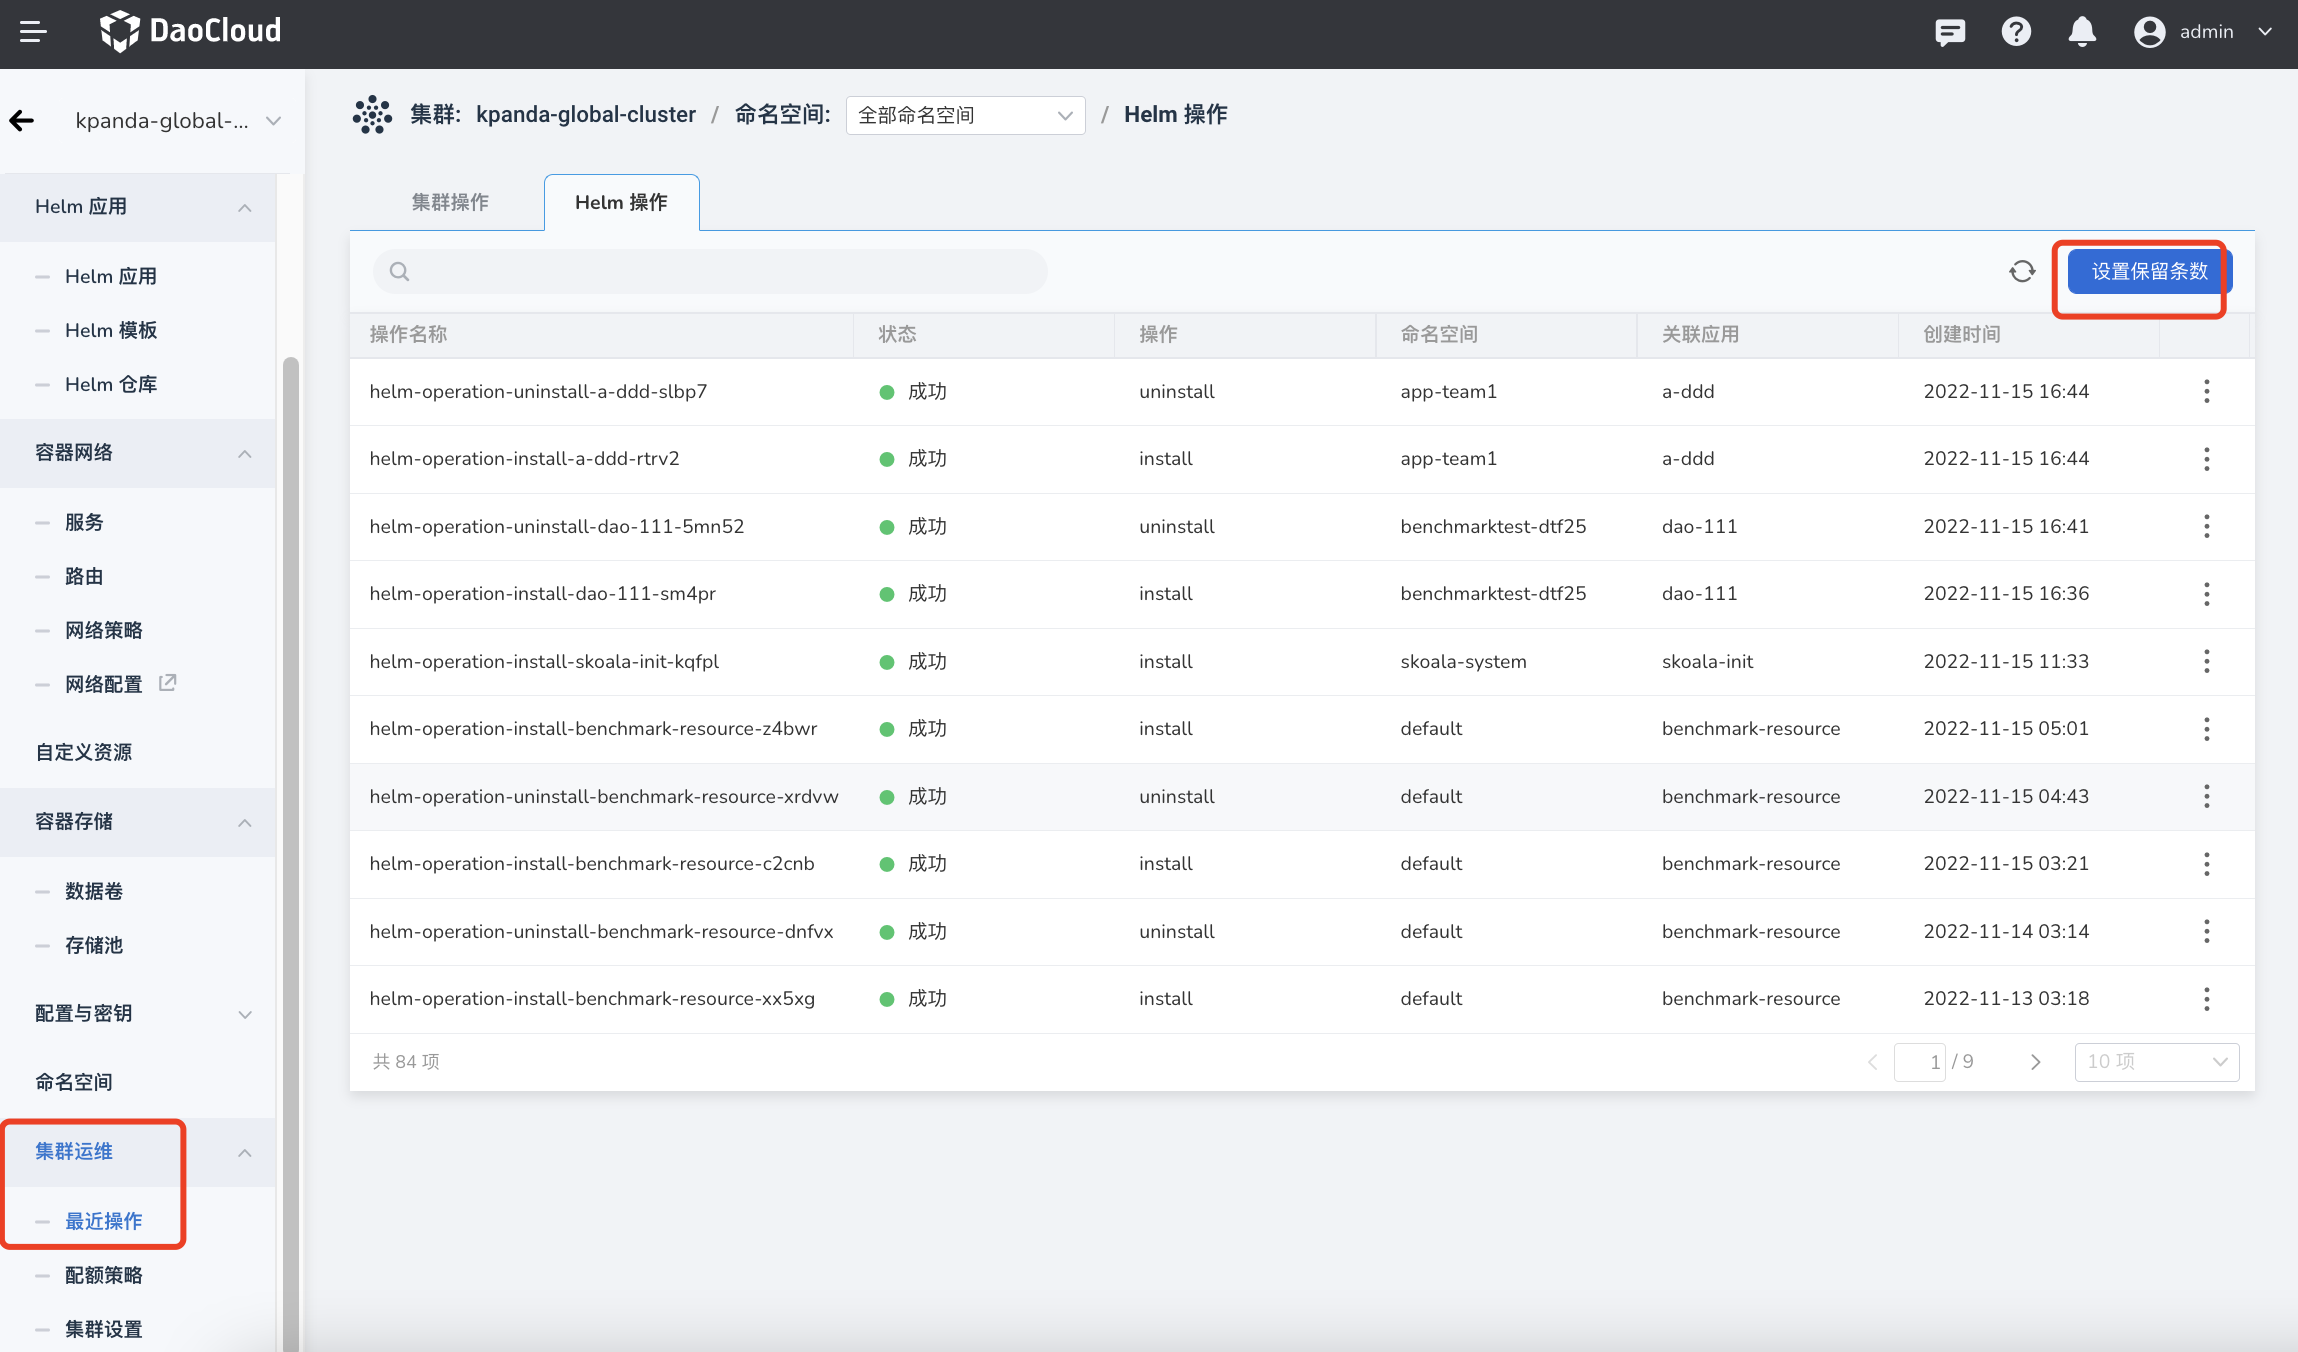 DaoCloud
admin
kpanda-global-...
集群: kpanda-global-cluster / 命名空间: 全部命名空间 / Helm 操作
Helm 应用
Helm 应用
Helm 模板
Helm 仓库
容器网络
服务
路由
网络策略
网络配置
自定义资源
容器存储
数据卷
存储池
配置与密钥
命名空间
集群运维
最近操作
配额策略
集群设置
集群操作 Helm 操作
设置保留条数
操作名称 状态 操作 命名空间 关联应用 创建时间
helm-operation-uninstall-a-ddd-slbp7 成功 uninstall app-team1 a-ddd 2022-11-15 16:44
helm-operation-install-a-ddd-rtrv2 成功 install app-team1 a-ddd 2022-11-15 16:44
helm-operation-uninstall-dao-111-5mn52 成功 uninstall benchmarktest-dtf25 dao-111 2022-11-15 16:41
helm-operation-install-dao-111-sm4pr 成功 install benchmarktest-dtf25 dao-111 2022-11-15 16:36
helm-operation-install-skoala-init-kqfpl 成功 install skoala-system skoala-init 2022-11-15 11:33
helm-operation-install-benchmark-resource-z4bwr 成功 install default benchmark-resource 2022-11-15 05:01
helm-operation-uninstall-benchmark-resource-xrdvw 成功 uninstall default benchmark-resource 2022-11-15 04:43
helm-operation-install-benchmark-resource-c2cnb 成功 install default benchmark-resource 2022-11-15 03:21
helm-operation-uninstall-benchmark-resource-dnfvx 成功 uninstall default benchmark-resource 2022-11-14 03:14
helm-operation-install-benchmark-resource-xx5xg 成功 install default benchmark-resource 2022-11-13 03:18
共 84 项 1 / 9 10 项